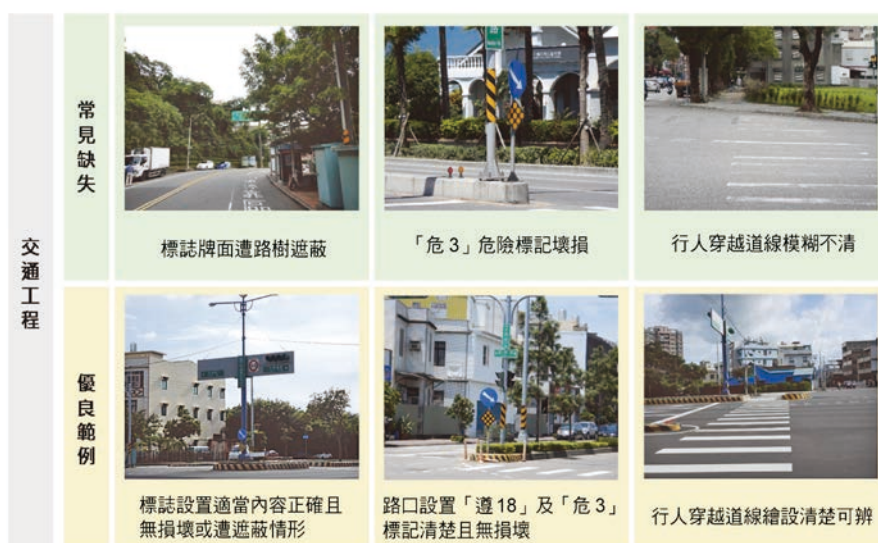 交通工程
常見缺失
標誌牌面遭路樹遮蔽
「危 3」危險標記壞損
行人穿越道線模糊不清
優良範例
標誌設置適當內容正確且
無損壞或遭遮蔽情形
路口設置「遵 18」及「危 3」
標記清楚且無損壞
行人穿越道線繪設清楚可辨